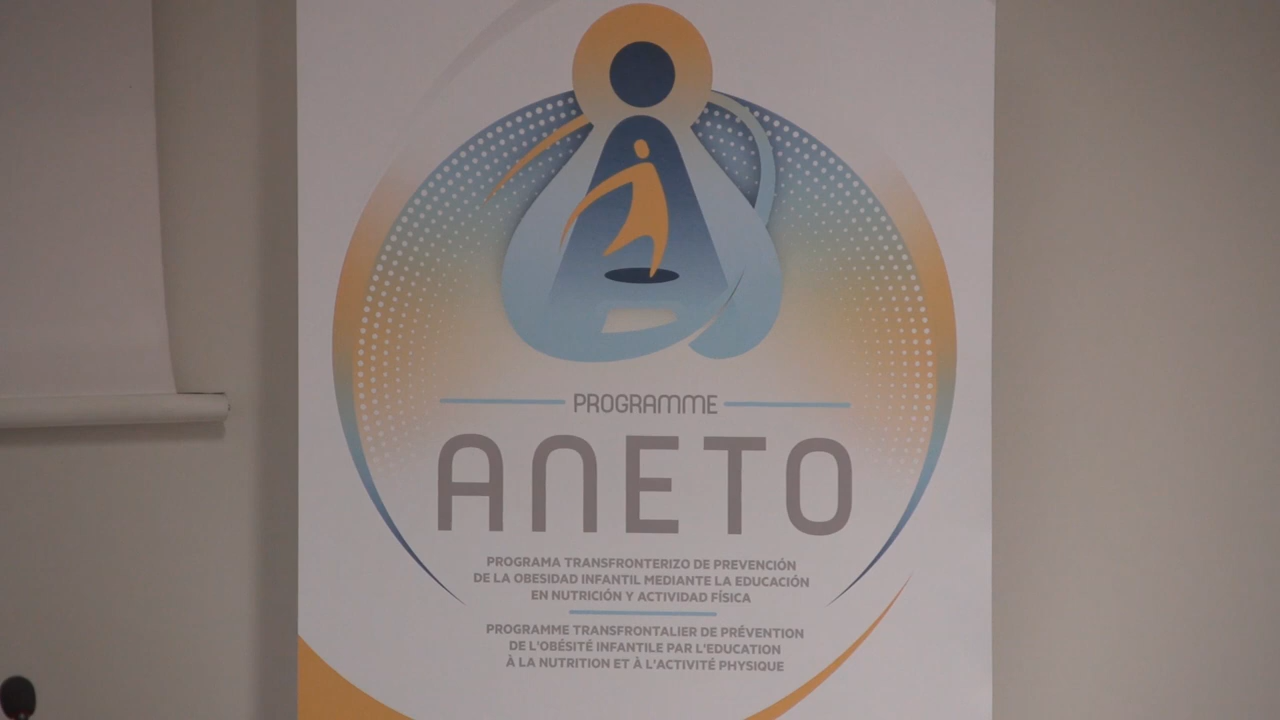 PROGRAMME
ANETO
PROGRAMA TRANSFRONTERIZO DE PREVENCIÓN
DE LA OBESIDAD INFANTIL MEDIANTE LA EDUCACIÓN
EN NUTRICIÓN Y ACTIVIDAD FÍSICA
PROGRAMME TRANSFRONTALIER DE PRÉVENTION
DE L'OBÉSITÉ INFANTILE PAR L'EDUCATION
À LA NUTRITION ET À L'ACTIVITÉ PHYSIQUE